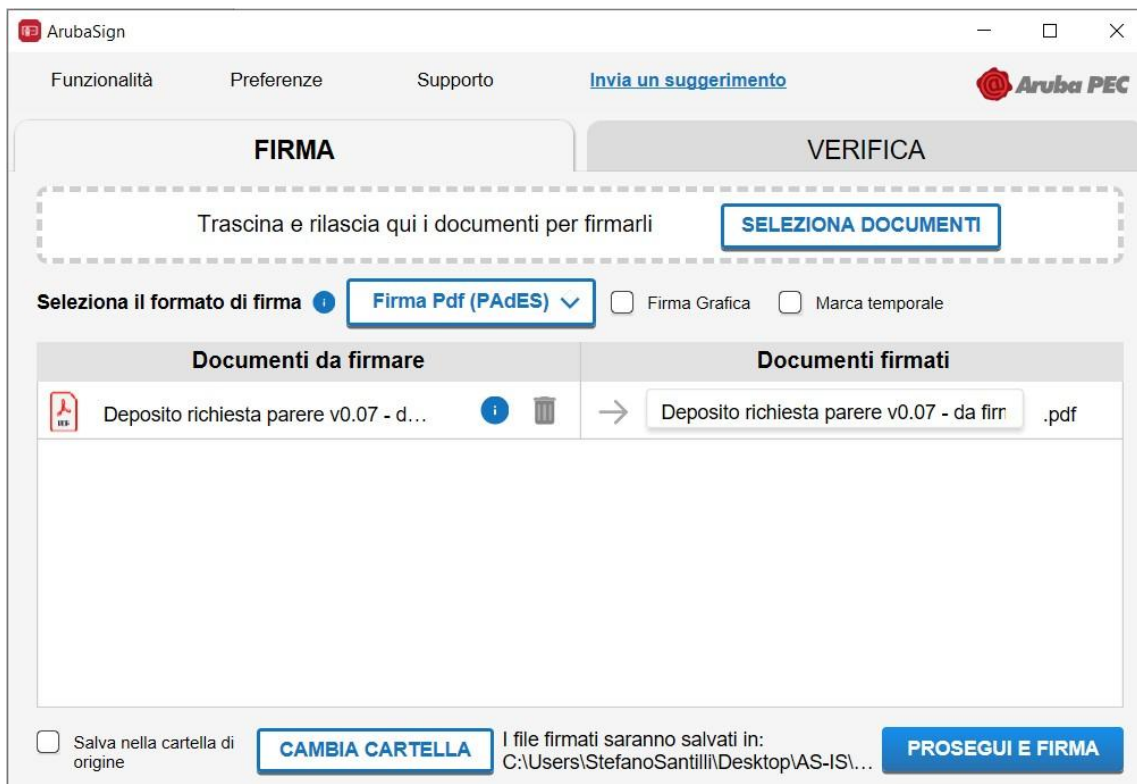 ArubaSign
Funzionalità Preferenze Supporto Invia un suggerimento Aruba PEC
FIRMA VERIFICA
Trascina e rilascia qui i documenti per firmarli SELEZIONA DOCUMENTI
Seleziona il formato di firma Firma Pdf (PAdES) Firma Grafica Marca temporale
Documenti da firmare Documenti firmati
Deposito richiesta parere v0.07 - d... Deposito richiesta parere v0.07 - da firm .pdf
Salva nella cartella di
origine
CAMBIA CARTELLA
I file firmati saranno salvati in:
C:\Users\StefanoSantilli\Desktop\AS-IS\...
PROSEGUI E FIRMA